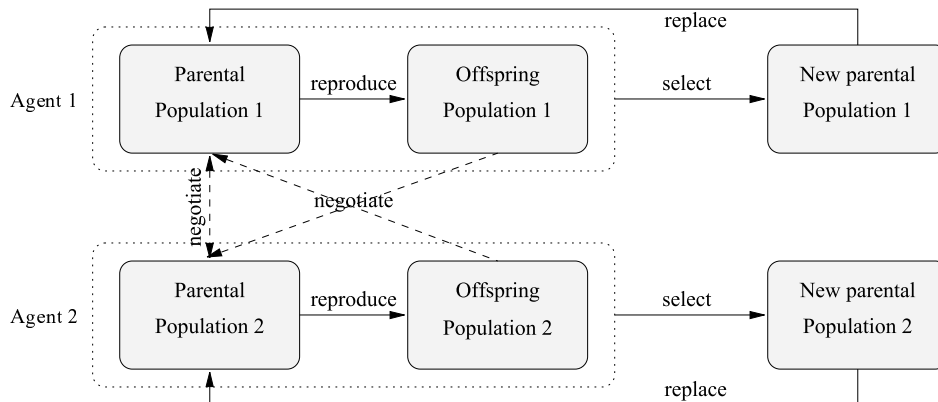 replace
Parental
Population 1
reproduce
Offspring
Population 1
select
New parental
Population 1
Agent 1
negotiate
negotiate
Parental
Population 2
reproduce
Offspring
Population 2
select
New parental
Population 2
Agent 2
replace